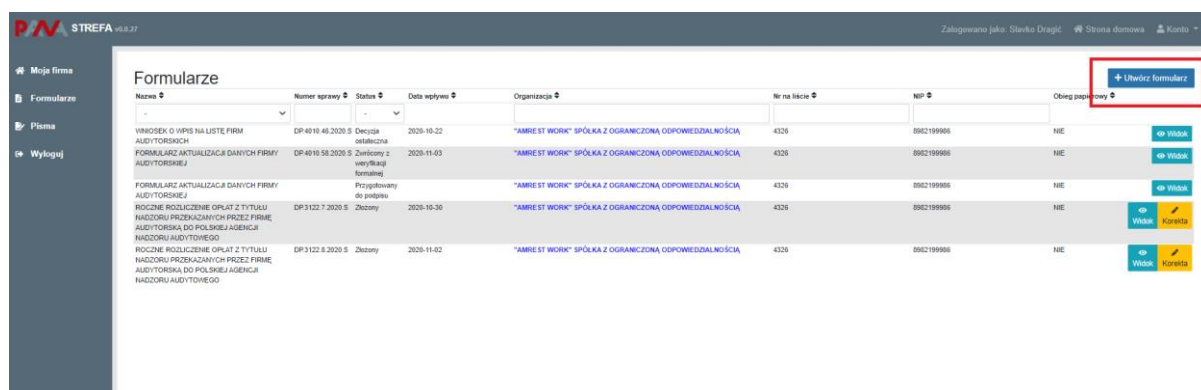 PANA STREFA v0.0.27
Zalogowano jako: Slavko Dragić Strona domowa Konto
Moja firma
Formularze
Pisma
Wyloguj
Formularze
+ Utwórz formularz
Nazwa Numer sprawy Status Data wpływu Organizacja Nr na liście NIP Obieg papierowy
- -
WNIOSEK O WPIS NA LISTĘ FIRM DP.4010.46.2020.S Decyzja 2020-10-22 "AMREST WORK" SPÓŁKA Z OGRANICZONĄ ODPOWIEDZIALNOŚCIĄ 4326 8982199986 NIE Widok
AUDYTORSKICH ostateczna
FORMULARZ AKTUALIZACJI DANYCH FIRMY DP.4010.58.2020.S Zwrócony z 2020-11-03 "AMREST WORK" SPÓŁKA Z OGRANICZONĄ ODPOWIEDZIALNOŚCIĄ 4326 8982199986 NIE Widok
AUDYTORSKIEJ weryfikacji
formalnej
FORMULARZ AKTUALIZACJI DANYCH FIRMY Przygotowany "AMREST WORK" SPÓŁKA Z OGRANICZONĄ ODPOWIEDZIALNOŚCIĄ 4326 8982199986 NIE Widok
AUDYTORSKIEJ do podpisu
ROCZNE ROZLICZENIE OPŁAT Z TYTUŁU DP.3122.7.2020.S Złożony 2020-10-30 "AMREST WORK" SPÓŁKA Z OGRANICZONĄ ODPOWIEDZIALNOŚCIĄ 4326 8982199986 NIE Widok Korekta
NADZORU PRZEKAZANYCH PRZEZ FIRMĘ
AUDYTORSKĄ DO POLSKIEJ AGENCJI
NADZORU AUDYTOWEGO
ROCZNE ROZLICZENIE OPŁAT Z TYTUŁU DP.3122.8.2020.S Złożony 2020-11-02 "AMREST WORK" SPÓŁKA Z OGRANICZONĄ ODPOWIEDZIALNOŚCIĄ 4326 8982199986 NIE Widok Korekta
NADZORU PRZEKAZANYCH PRZEZ FIRMĘ
AUDYTORSKĄ DO POLSKIEJ AGENCJI
NADZORU AUDYTOWEGO